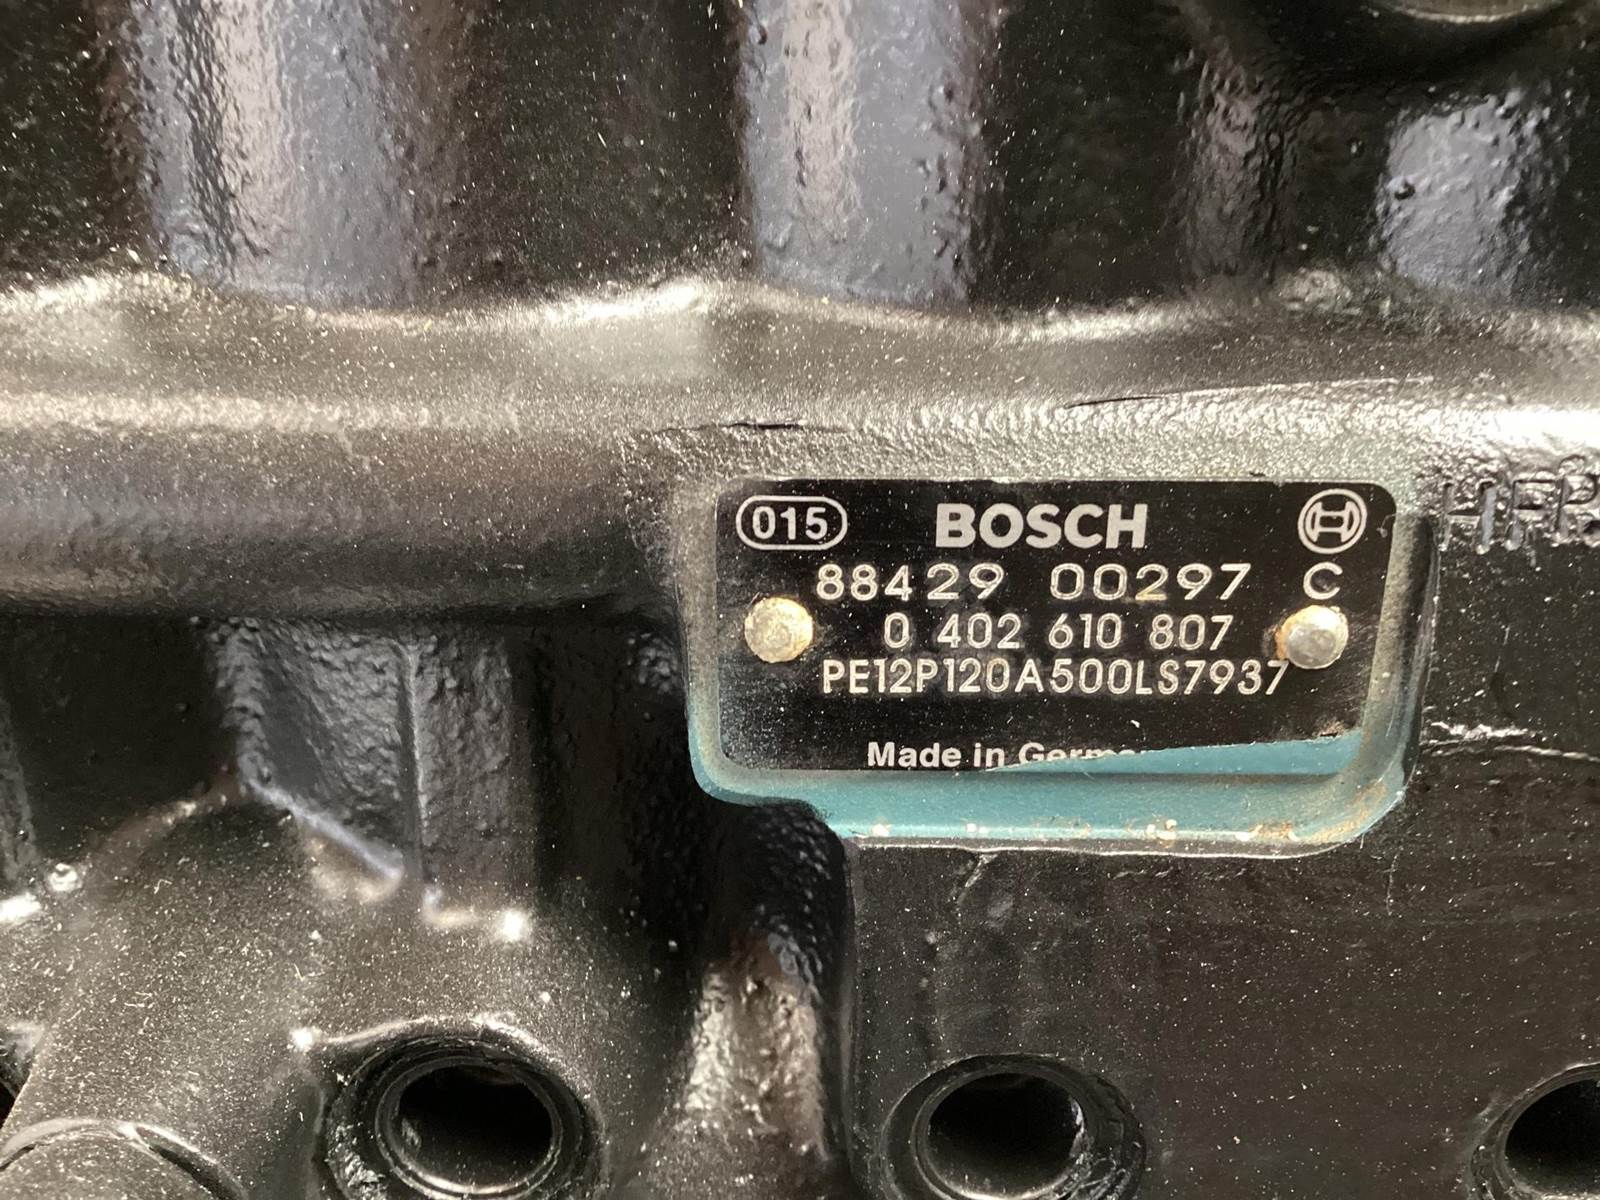 015 BOSCH
88429 00297 C
0 402 610 807
PE12P120A500LS7937
Made in